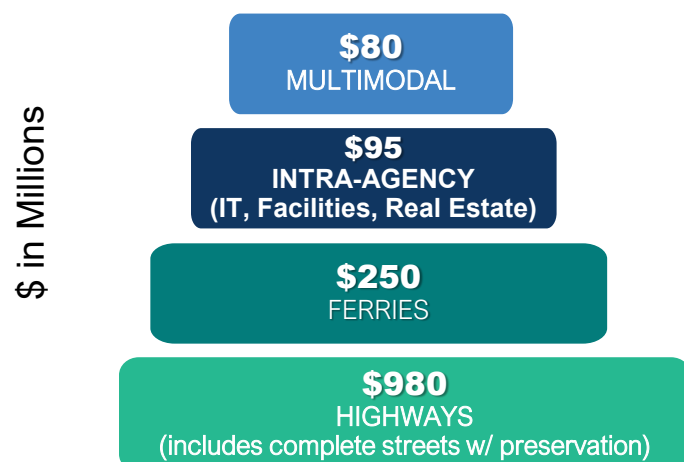 $ in Millions
$80
MULTIMODAL
$95
INTRA-AGENCY
(IT, Facilities, Real Estate)
$250
FERRIES
$980
HIGHWAYS
(includes complete streets w/ preservation)